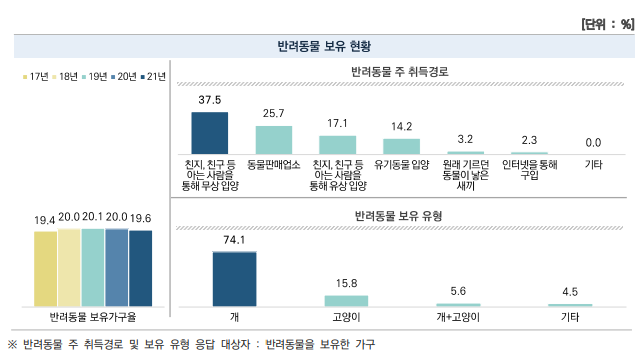 [단위 : %]
반려동물 보유 현황
17년 18년 19년 20년 21년
19.4 20.0 20.1 20.0 19.6
반려동물 보유가구율
반려동물 주 취득경로
37.5 25.7 17.1 14.2 3.2 2.3 0.0
친지, 친구 등
아는 사람을
통해 무상 입양
동물판매업소
친지, 친구 등
아는 사람을
통해 유상 입양
유기동물 입양
원래 기르던
동물이 낳은
새끼
인터넷을 통해
구입
기타
반려동물 보유 유형
74.1 15.8 5.6 4.5
개 고양이 개+고양이 기타
※ 반려동물 주 취득경로 및 보유 유형 응답 대상자 : 반려동물을 보유한 가구